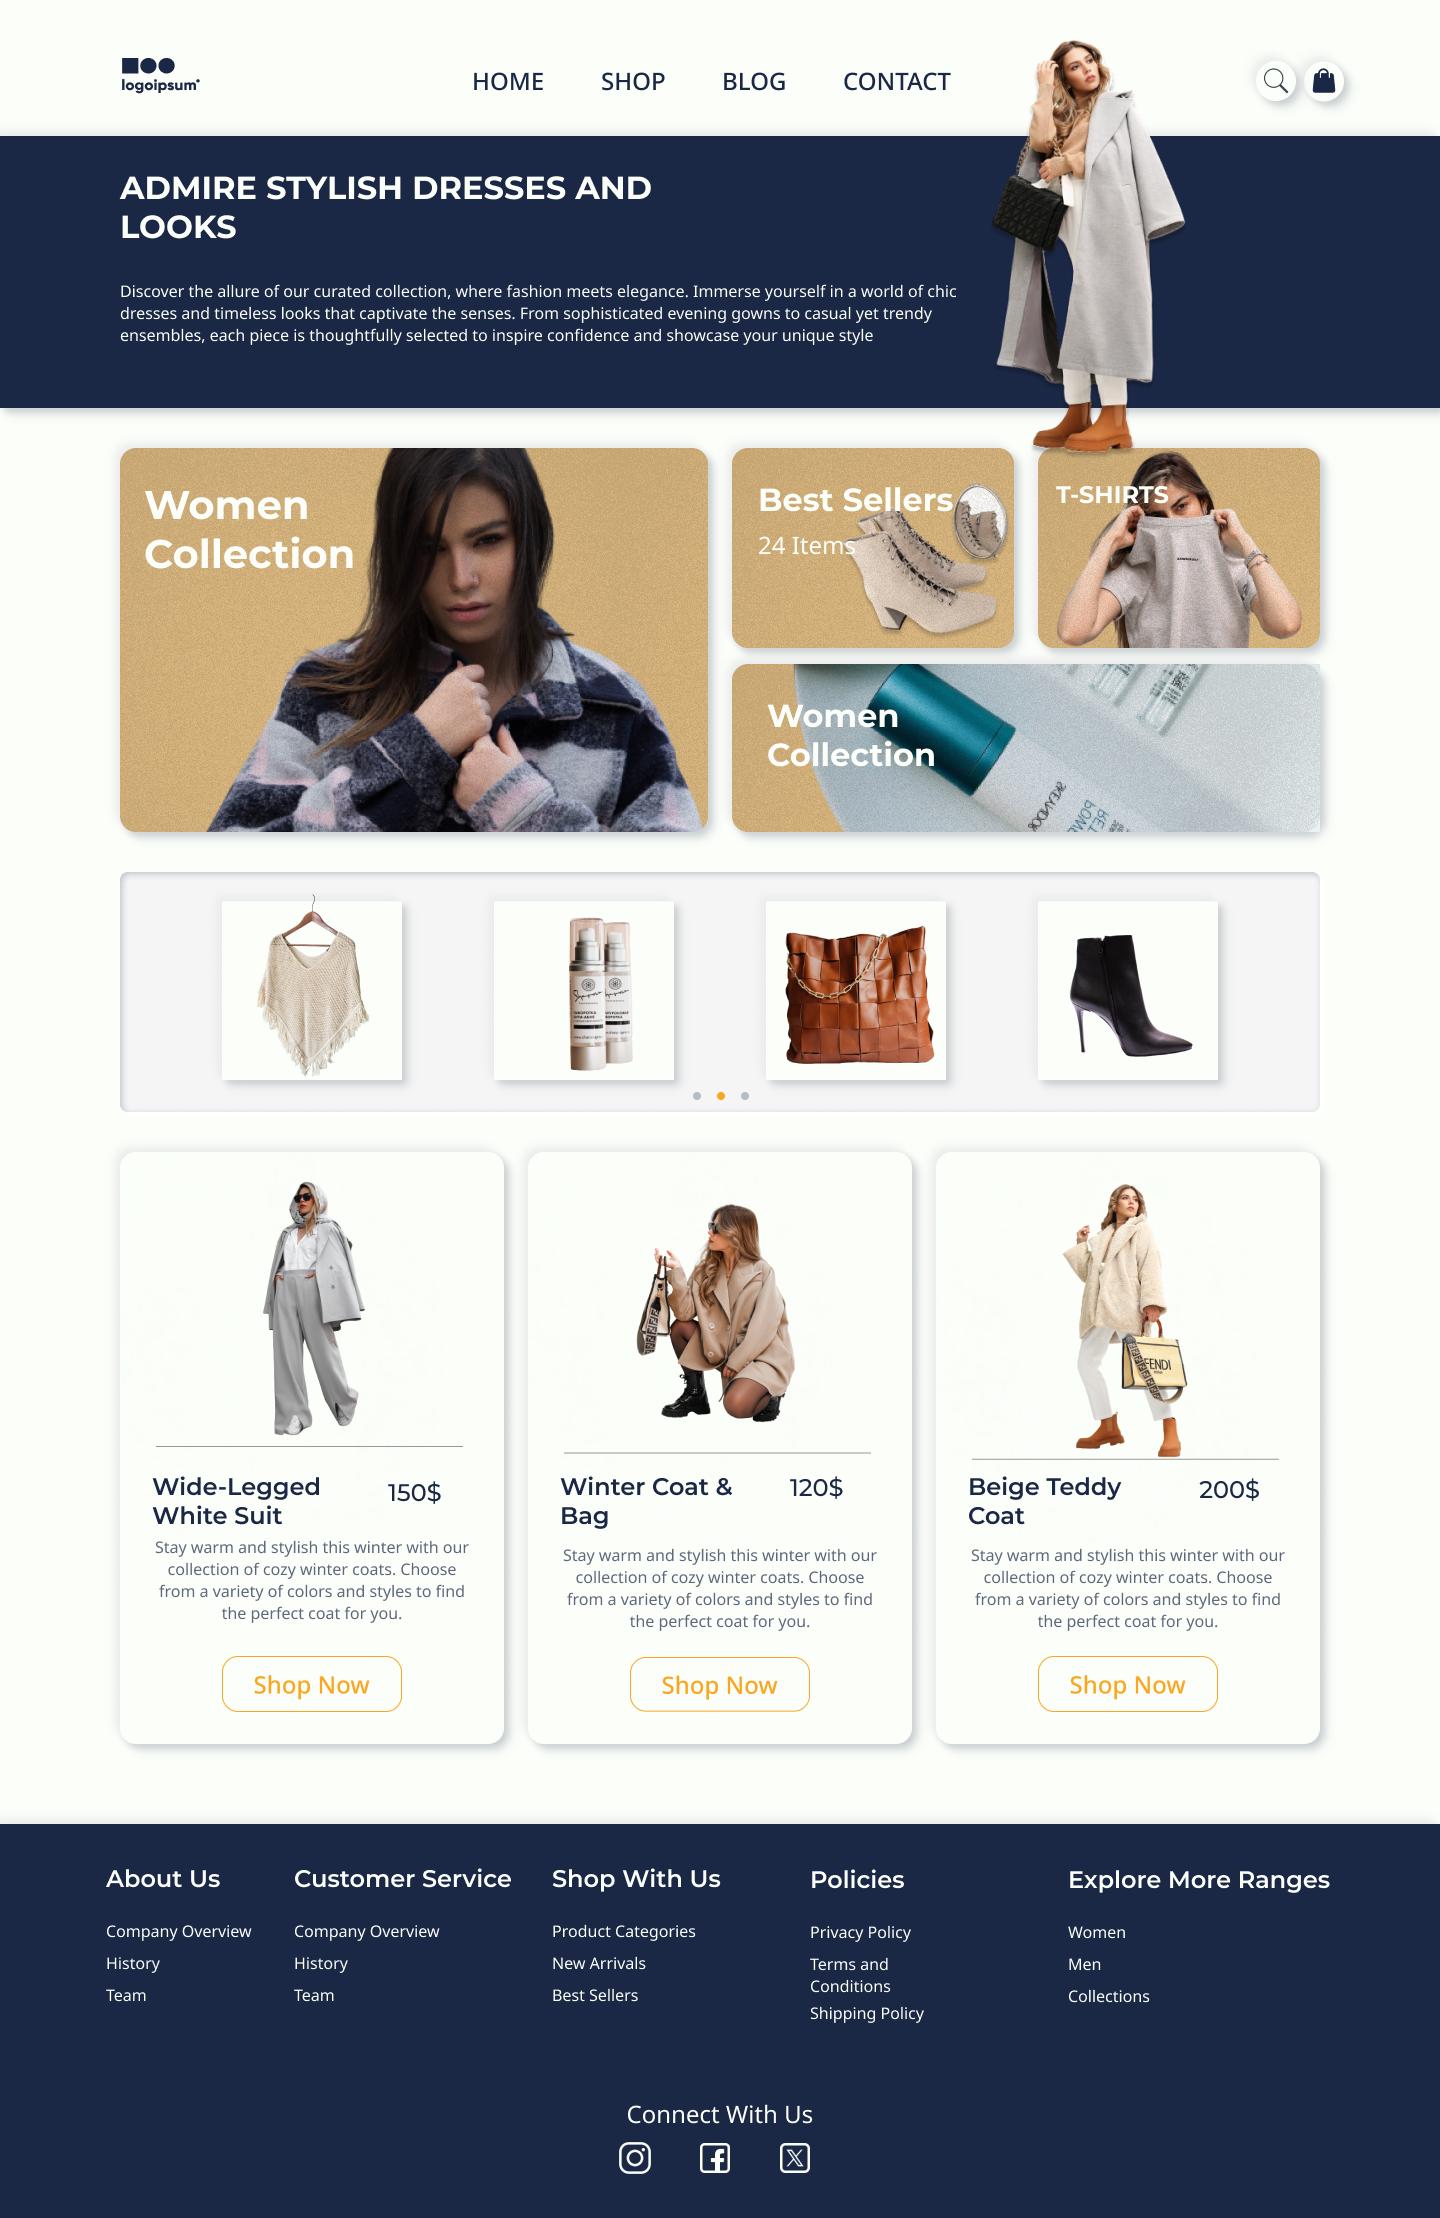 logoipsum
HOME SHOP BLOG CONTACT
ADMIRE STYLISH DRESSES AND
LOOKS
Discover the allure of our curated collection, where fashion meets elegance. Immerse yourself in a world of chic
dresses and timeless looks that captivate the senses. From sophisticated evening gowns to casual yet trendy
ensembles, each piece is thoughtfully selected to inspire confidence and showcase your unique style
Women
Collection
Best Sellers
24 Items
T-SHIRTS
Women
Collection
Wide-Legged
White Suit
150$
Stay warm and stylish this winter with our
collection of cozy winter coats. Choose
from a variety of colors and styles to find
the perfect coat for you.
Shop Now
Winter Coat &
Bag
120$
Stay warm and stylish this winter with our
collection of cozy winter coats. Choose
from a variety of colors and styles to find
the perfect coat for you.
Shop Now
FENDI
Beige Teddy
Coat
200$
Stay warm and stylish this winter with our
collection of cozy winter coats. Choose
from a variety of colors and styles to find
the perfect coat for you.
Shop Now
About Us
Company Overview
History
Team
Customer Service
Company Overview
History
Team
Shop With Us
Product Categories
New Arrivals
Best Sellers
Policies
Privacy Policy
Terms and
Conditions
Shipping Policy
Explore More Ranges
Women
Men
Collections
Connect With Us